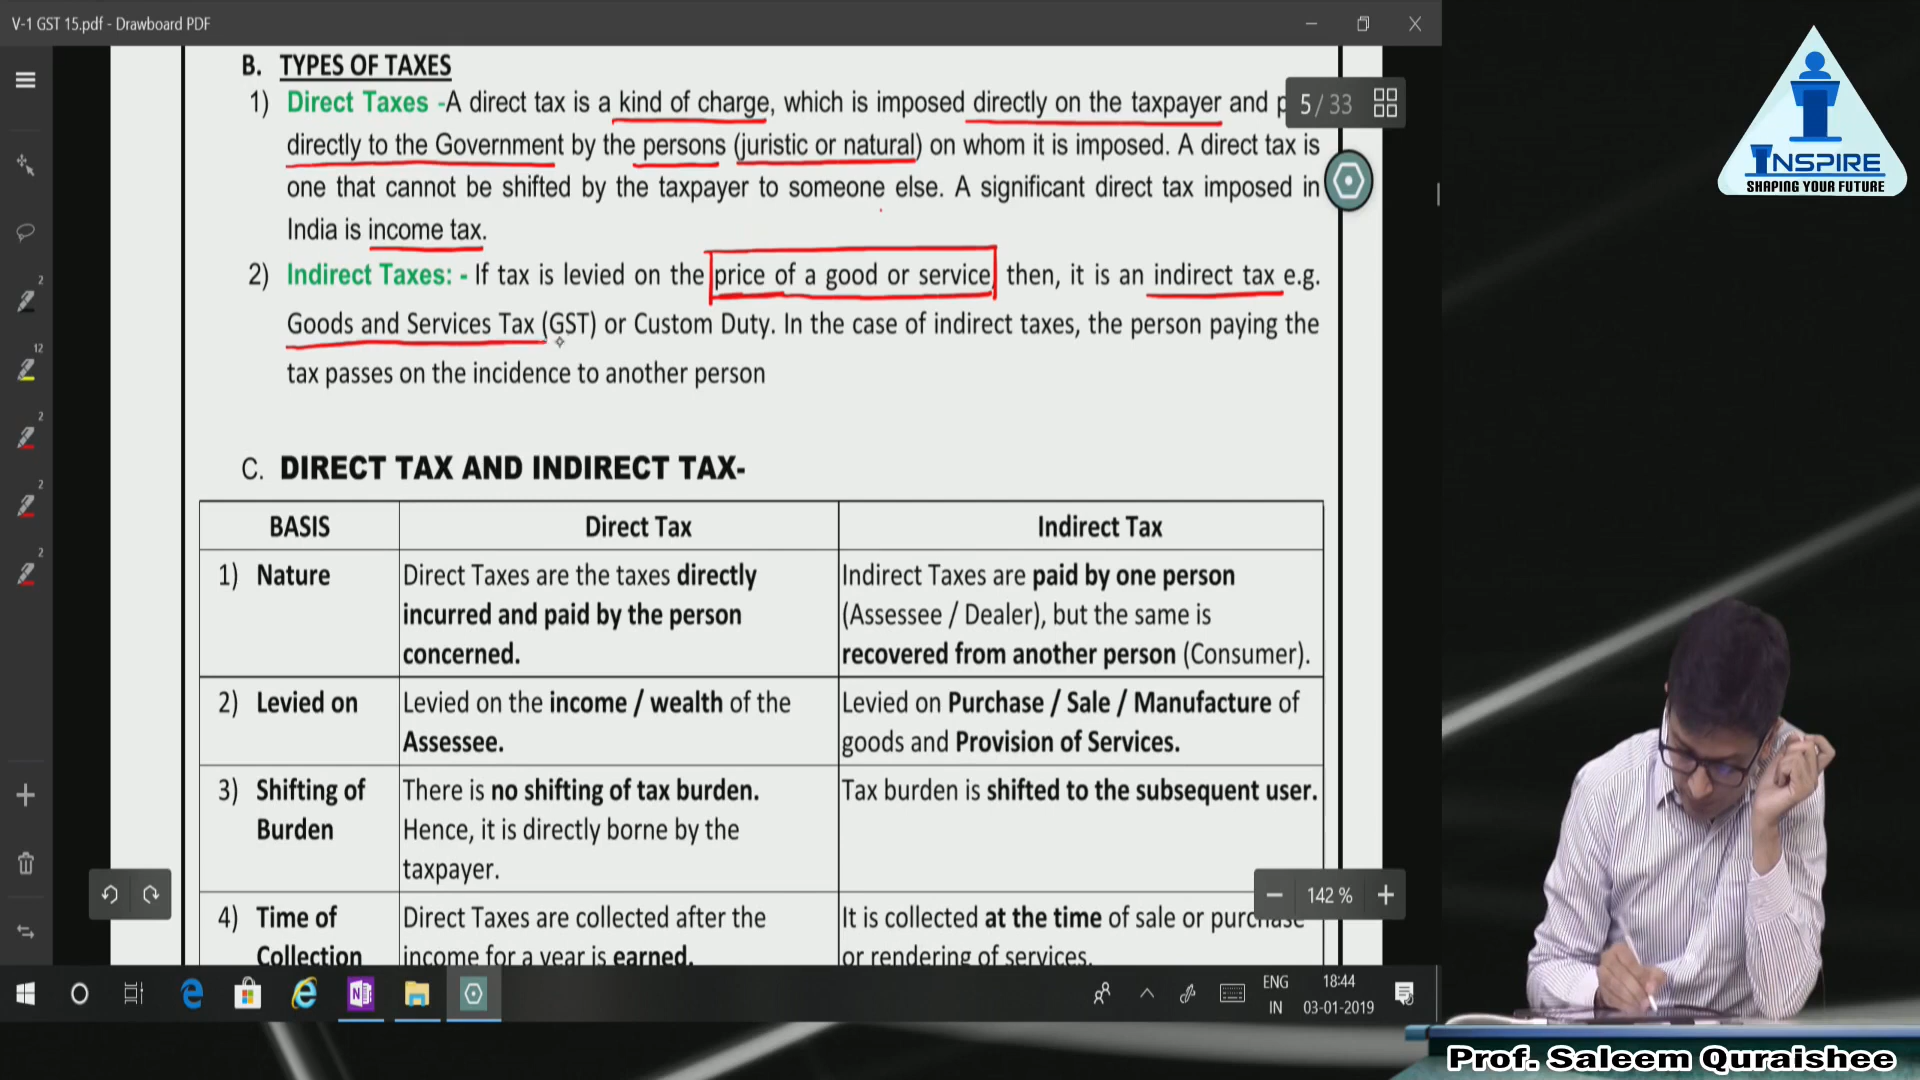 V-1 GST 15.pdf - Drawboard PDF
B. TYPES OF TAXES
1) Direct Taxes -A direct tax is a kind of charge, which is imposed directly on the taxpayer and
directly to the Government by the persons (juristic or natural) on whom it is imposed. A direct tax is
one that cannot be shifted by the taxpayer to someone else. A significant direct tax imposed in
India is income tax.
2) Indirect Taxes: - If tax is levied on the price of a good or service, then, it is an indirect tax e.g.
Goods and Services Tax (GST) or Custom Duty. In the case of indirect taxes, the person paying the
tax passes on the incidence to another person
5 / 33
INSPIRE
SHAPING YOUR FUTURE
2
12
2
2
2
C. DIRECT TAX AND INDIRECT TAX-
BASIS Direct Tax Indirect Tax
1) Nature Direct Taxes are the taxes directly Indirect Taxes are paid by one person
incurred and paid by the person (Assessee / Dealer), but the same is
concerned. recovered from another person (Consumer).
2) Levied on Levied on the income / wealth of the Levied on Purchase / Sale / Manufacture of
Assessee. goods and Provision of Services.
3) Shifting of There is no shifting of tax burden. Tax burden is shifted to the subsequent user.
Burden Hence, it is directly borne by the
taxpayer.
4) Time of Direct Taxes are collected after the It is collected at the time of sale or purchase
Collection income for a year is earned. or rendering of services.
142 %
ENG
IN
18:44
03-01-2019
Prof. Saleem Quraishee